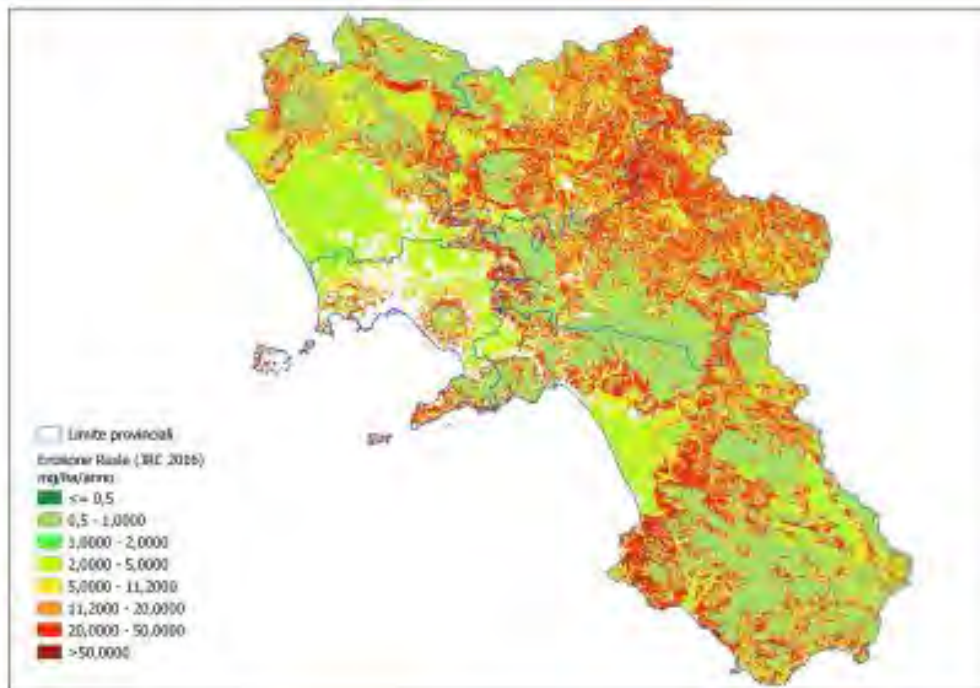 Limite provinciali
Erosione Reale (JRC 2016)
mg/ha/anno
<= 0,5
0,5 - 1,0000
1,0000 - 2,0000
2,0000 - 5,0000
5,0000 - 11,2000
11,2000 - 20,0000
20,0000 - 50,0000
>50,0000